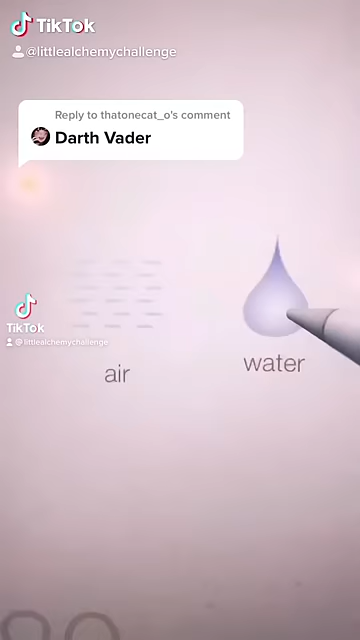 TikTok
@littlealchemychallenge
Reply to thatonecat_o's comment
Darth Vader
TikTok
@littlealchemychallenge
air
water